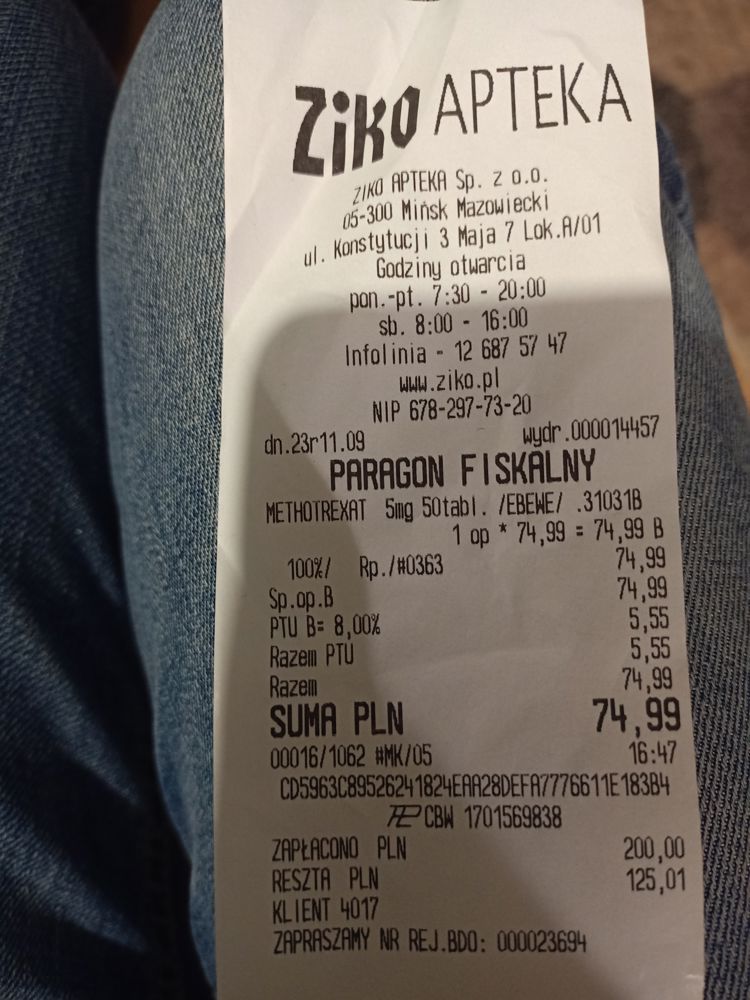 Ziko APTEKA
ZIKO APTEKA Sp. z o.o.
05-300 Mińsk Mazowiecki
ul. Konstytucji 3 Maja 7 Lok.A/01
Godziny otwarcia
pon.-pt. 7:30 - 20:00
sb. 8:00 - 16:00
Infolinia - 12 687 57 47
www.ziko.pl
NIP 678-297-73-20
dn.23r11.09 wydr.000014457
PARAGON FISKALNY
METHOTREXAT 5mg 50tabl. /EBEWE/ .31031B
1 op * 74,99 = 74,99 B
100%/ Rp./#0363 74,99
Sp.op.B 74,99
PTU B= 8,00% 5,55
Razem PTU 5,55
Razem 74,99
SUMA PLN 74,99
00016/1062 #MK/05 16:47
CD5963C89526241824EAA28DEFA7776611E183B4
CBW 1701569838
ZAPŁACONO PLN 200,00
RESZTA PLN 125,01
KLIENT 4017
ZAPRASZAMY NR REJ.BDO: 000023694